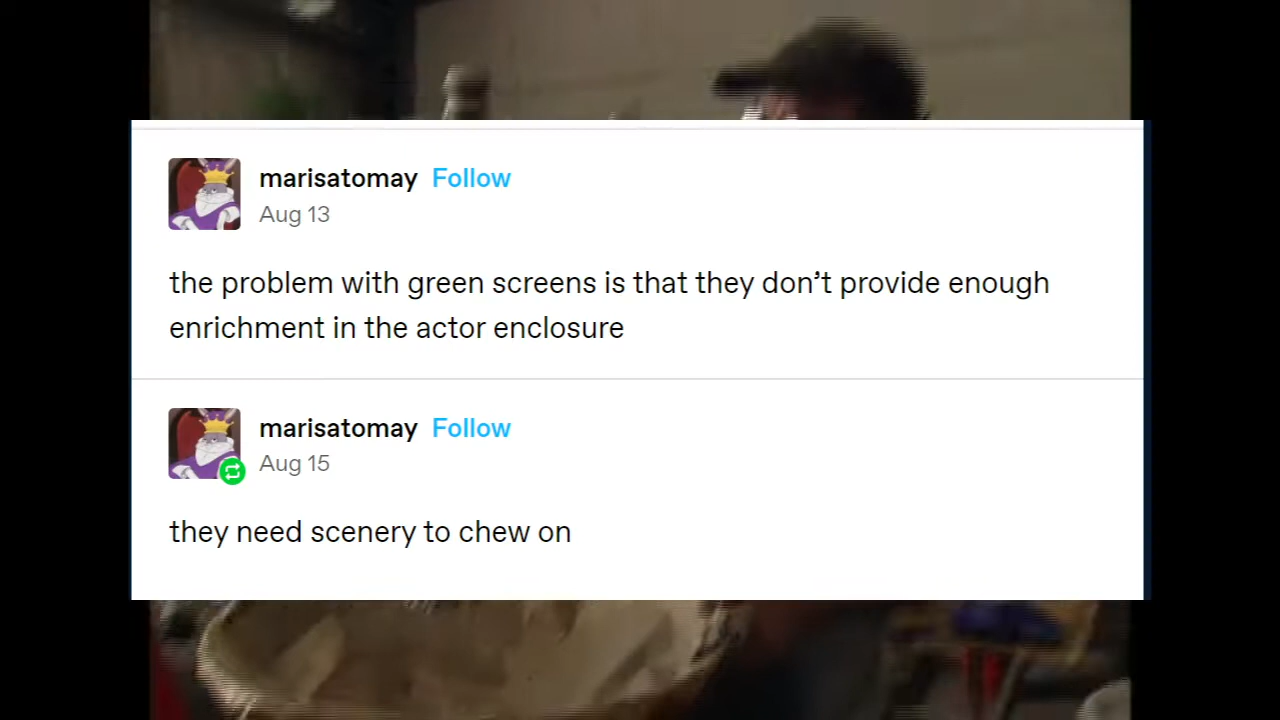 marisatomay Follow
Aug 13
the problem with green screens is that they don’t provide enough
enrichment in the actor enclosure
marisatomay Follow
Aug 15
they need scenery to chew on